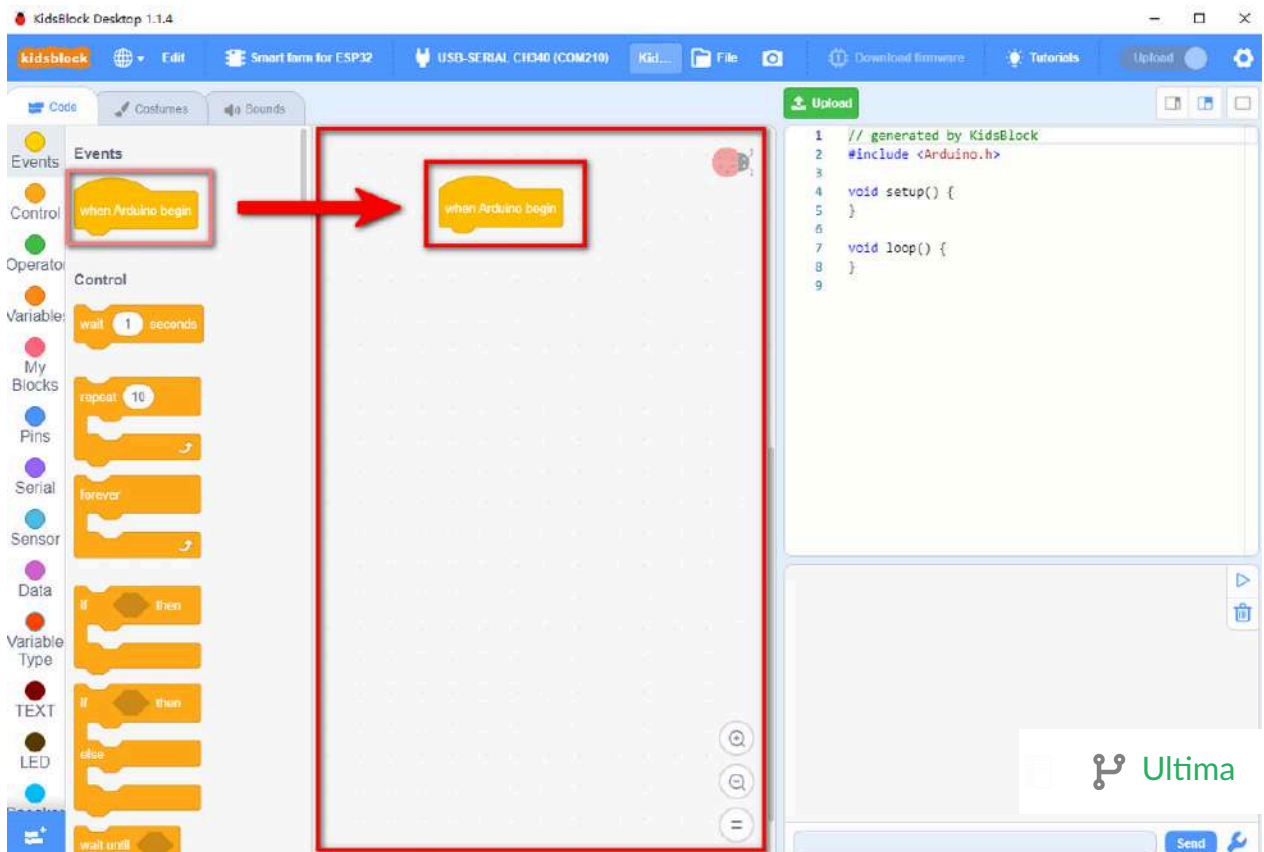 KidsBlock Desktop 1.1.4
kidsblock Edit Smart farm for ESP32 USB-SERIAL CH340 (COM210) Kid... File Download firmware Tutorials Upload
Code Costumes Sounds
Upload
Events
Control
Operator
Variable
My
Blocks
Pins
Serial
Sensor
Data
Variable
Type
TEXT
LED
Events
when Arduino begin
Control
wait 1 seconds
repeat 10
forever
if then
if then
else
wait until
when Arduino begin
1 // generated by KidsBlock
2 #include <Arduino.h>
3
4 void setup() {
5 }
6
7 void loop() {
8 }
9
Ultima
Send